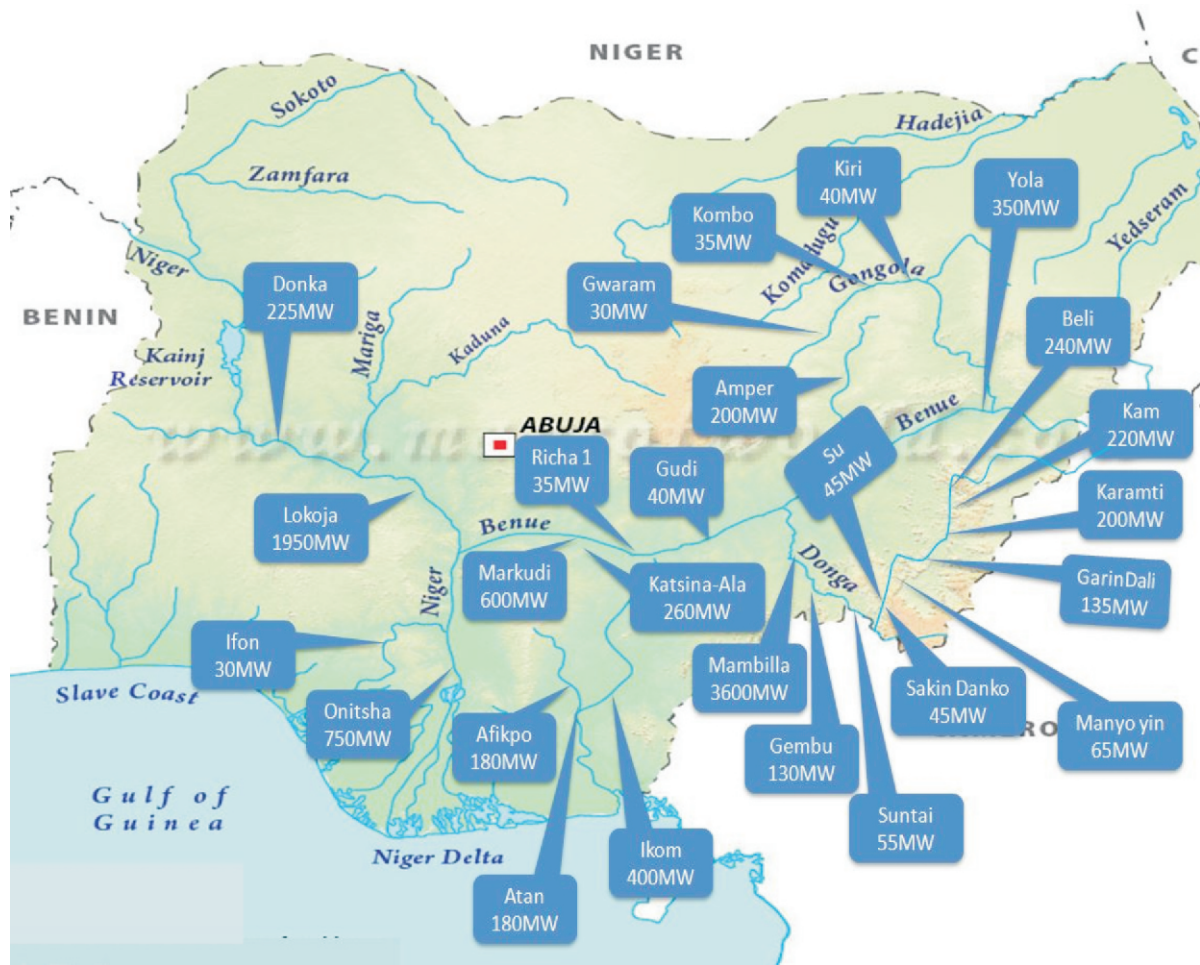 NIGER
C
Sokoto
Hadejia
Zamfara
Kiri
40MW
Yola
350MW
Kombo
35MW
Yedseram
Niger
Komadugu
Gongola
Donka
225MW
Gwaram
30MW
BENIN
Mariga
Kaduna
Beli
240MW
Kainj
Reservoir
Amper
200MW
Benue
Kam
220MW
ABUJA
Su
45MW
Richa 1
35MW
Gudi
40MW
Karamti
200MW
Lokoja
1950MW
Benue
Niger
Markudi
600MW
Katsina-Ala
260MW
Donga
GarinDali
135MW
Ifon
30MW
Mambilla
3600MW
Slave Coast
Sakin Danko
45MW
Onitsha
750MW
Afikpo
180MW
Manyo yin
65MW
RO
Gembu
130MW
Gulf of
Guinea
Suntai
55MW
Niger Delta
Ikom
400MW
Atan
180MW